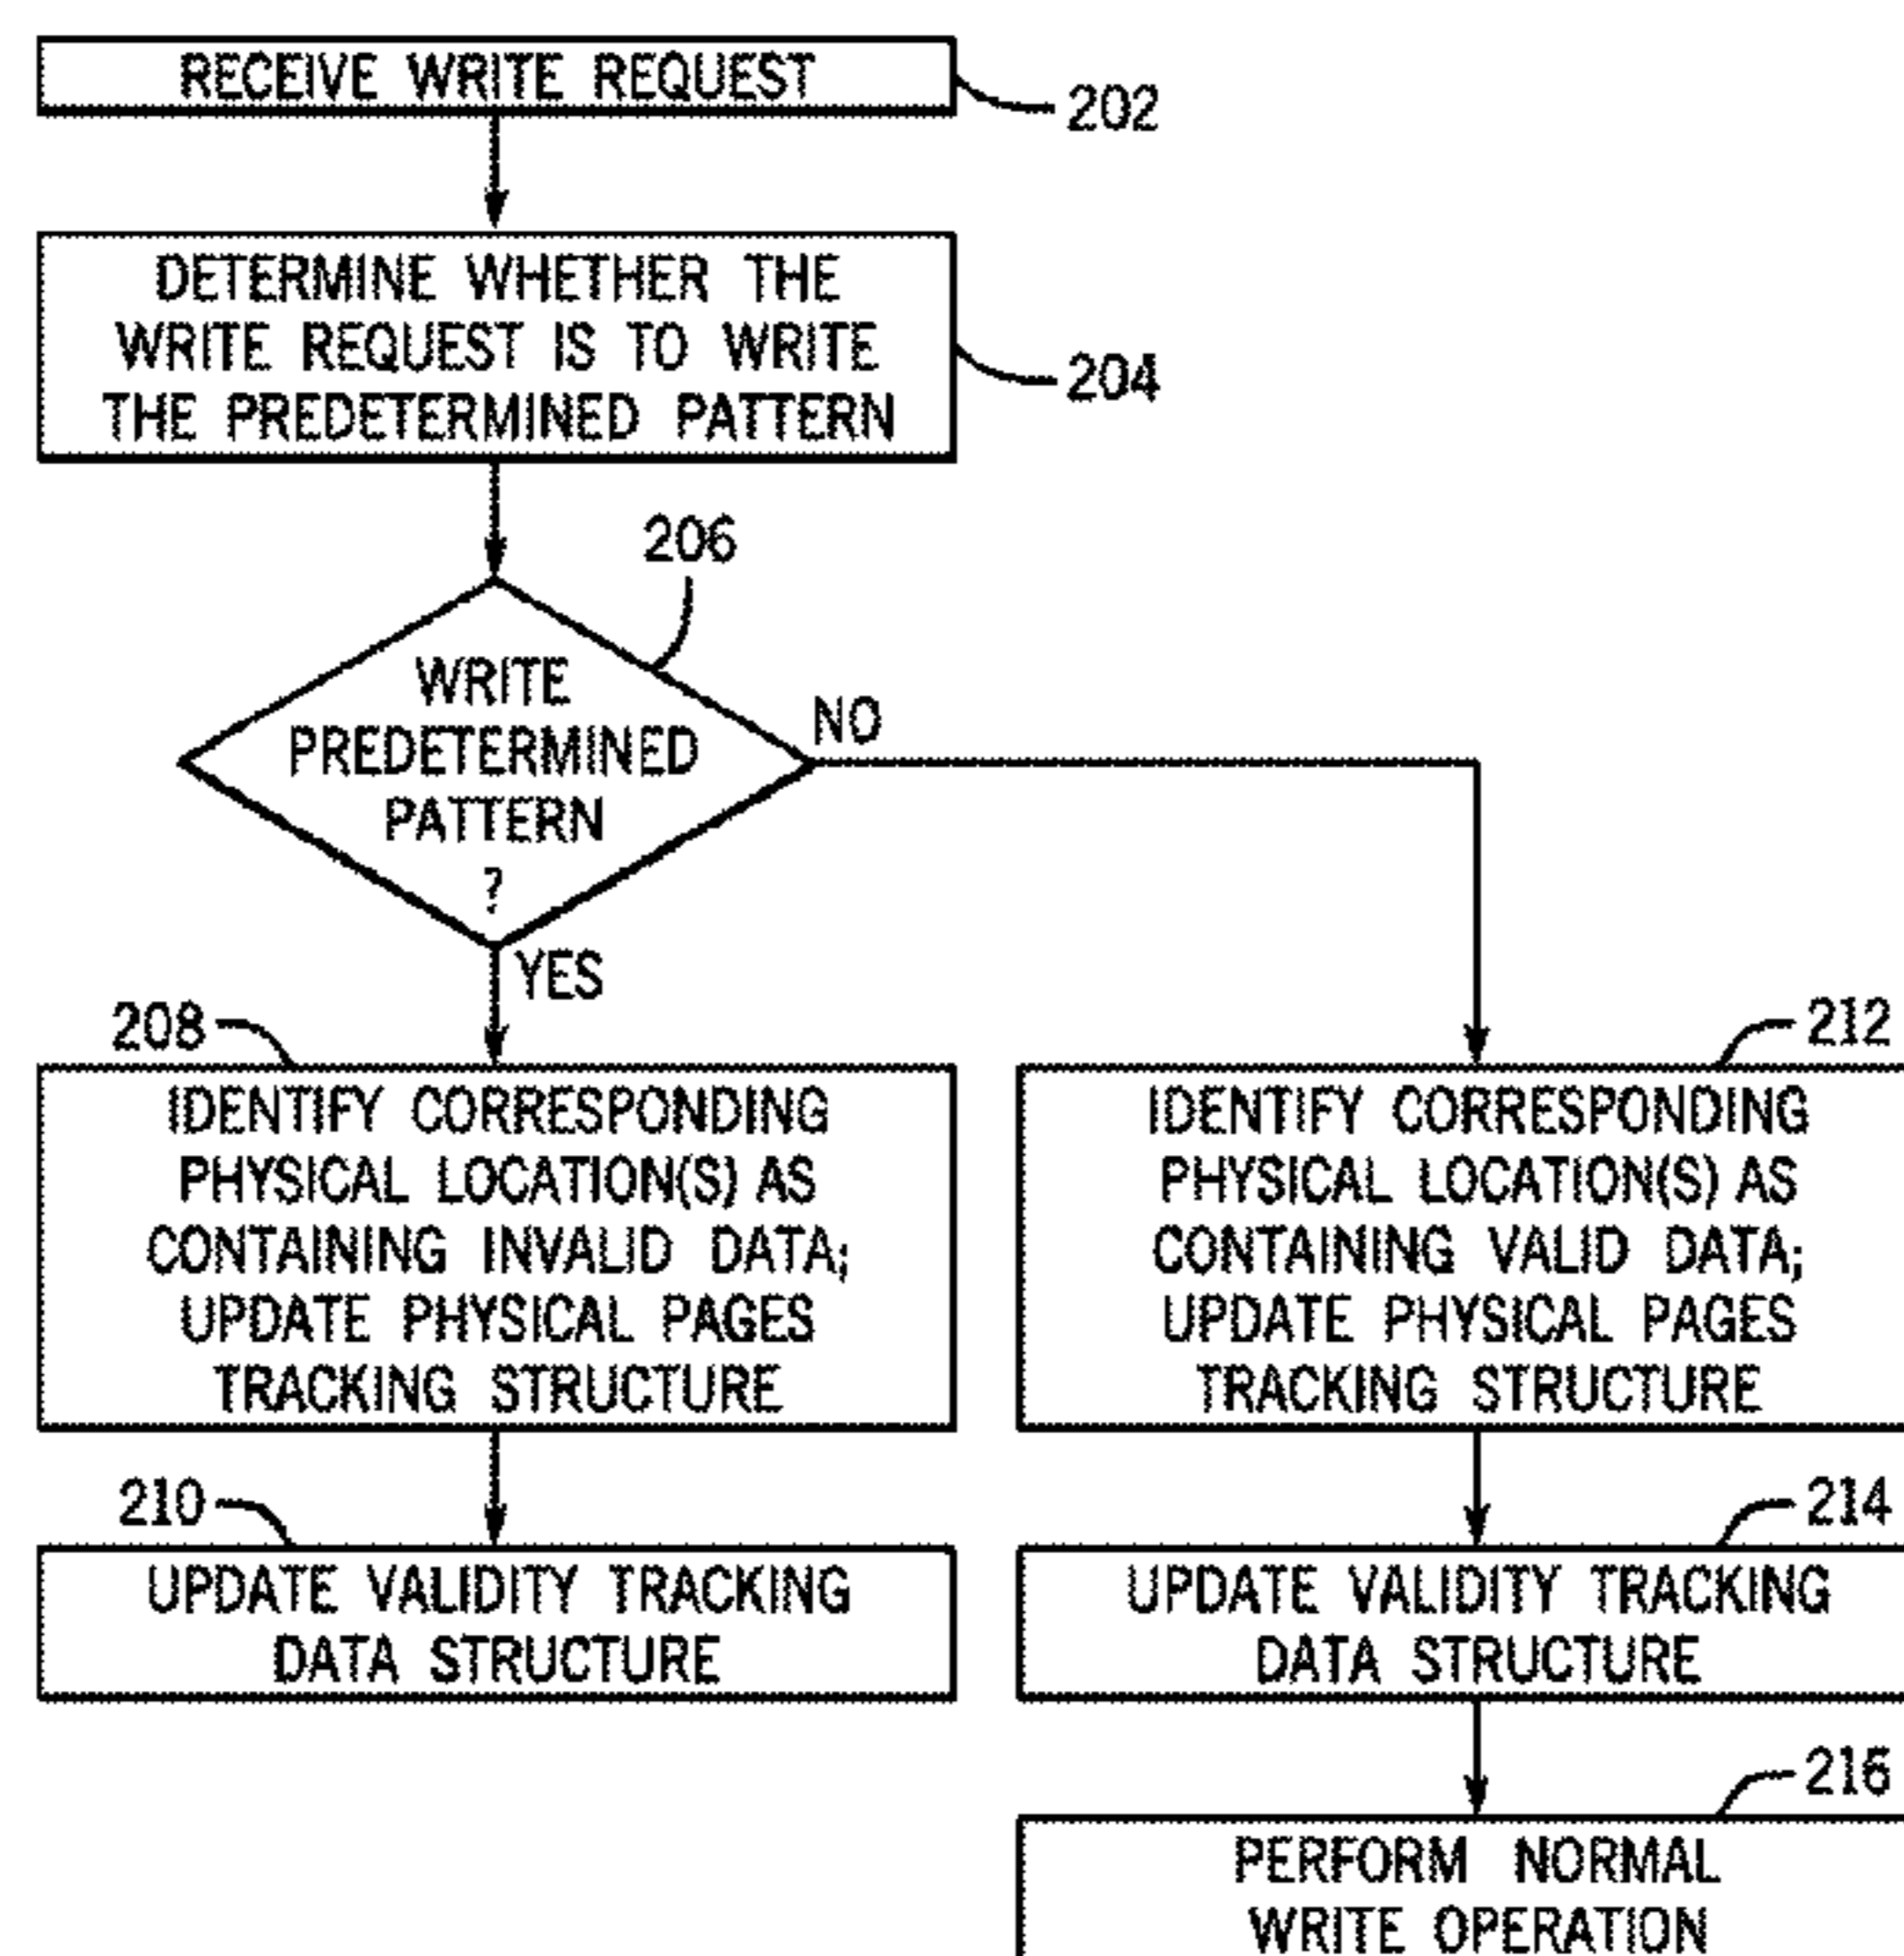 RECEIVE WRITE REQUEST
202
DETERMINE WHETHER THE
WRITE REQUEST IS TO WRITE
THE PREDETERMINED PATTERN
204
206
WRITE
PREDETERMINED
PATTERN
?
NO
YES
208
IDENTIFY CORRESPONDING
PHYSICAL LOCATION(S) AS
CONTAINING INVALID DATA;
UPDATE PHYSICAL PAGES
TRACKING STRUCTURE
212
IDENTIFY CORRESPONDING
PHYSICAL LOCATION(S) AS
CONTAINING VALID DATA;
UPDATE PHYSICAL PAGES
TRACKING STRUCTURE
210
UPDATE VALIDITY TRACKING
DATA STRUCTURE
214
UPDATE VALIDITY TRACKING
DATA STRUCTURE
216
PERFORM NORMAL
WRITE OPERATION